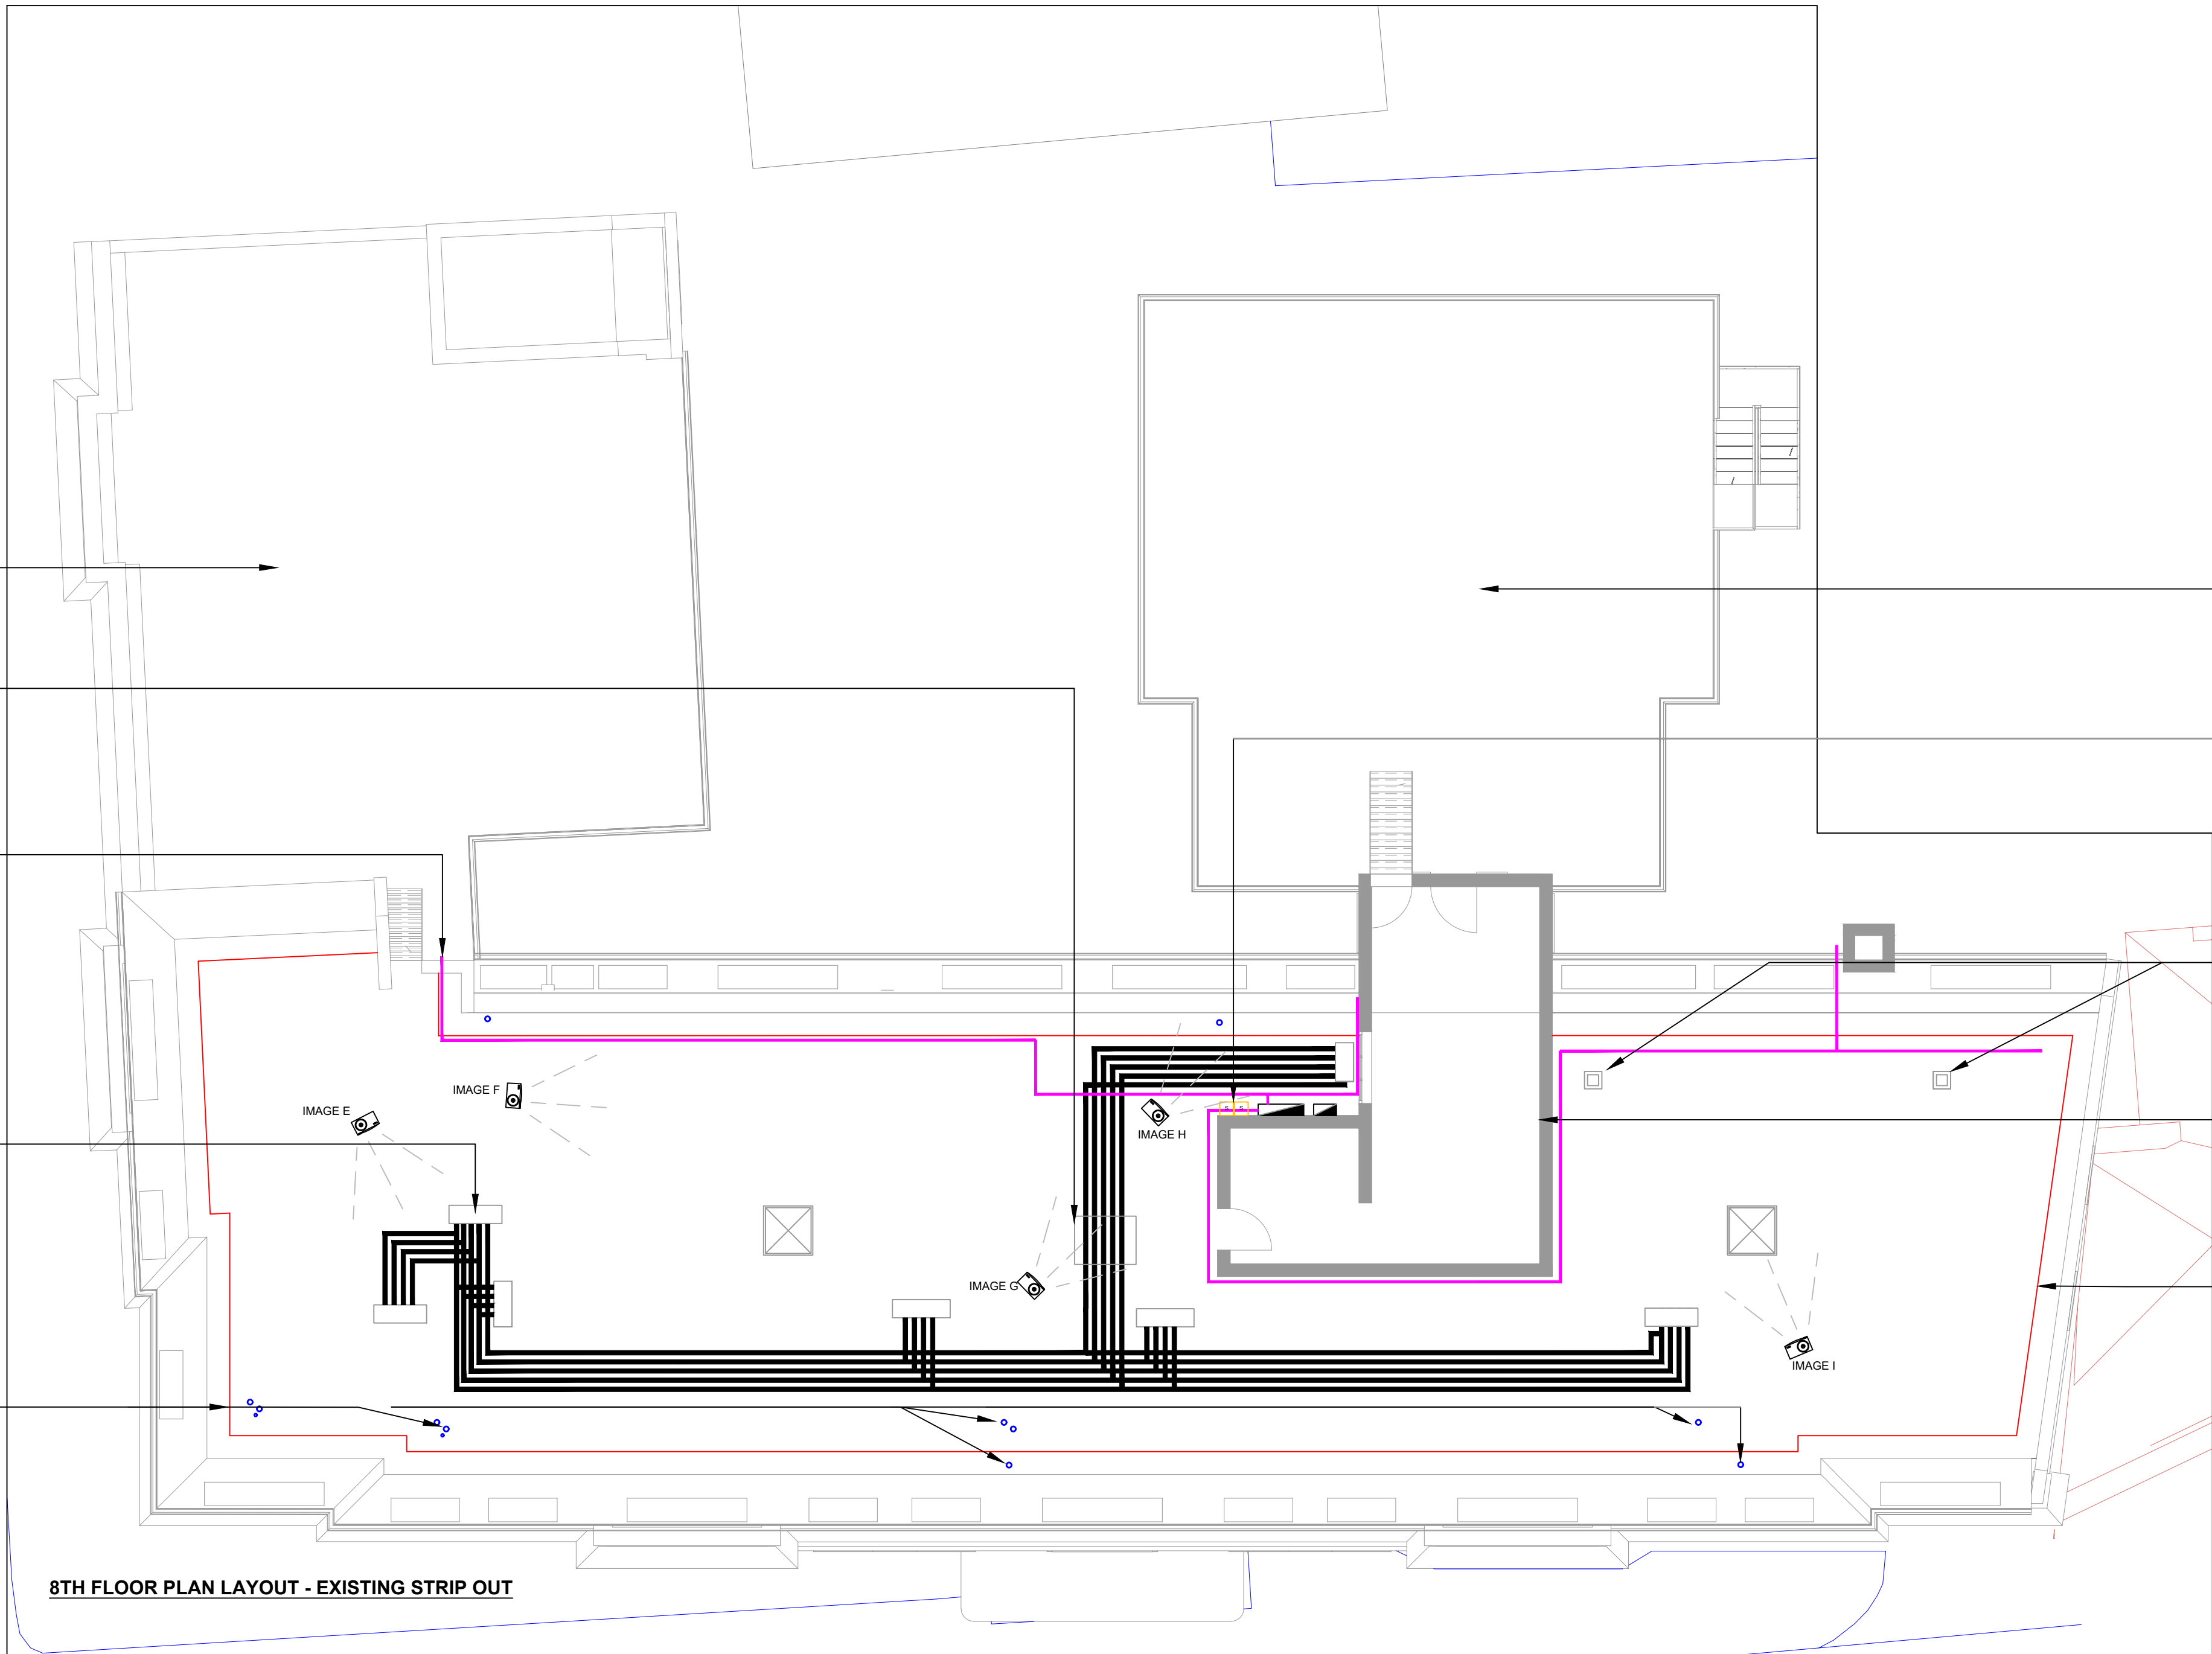 IMAGE F
IMAGE E
S S
IMAGE H
IMAGE G
IMAGE I
8TH FLOOR PLAN LAYOUT - EXISTING STRIP OUT